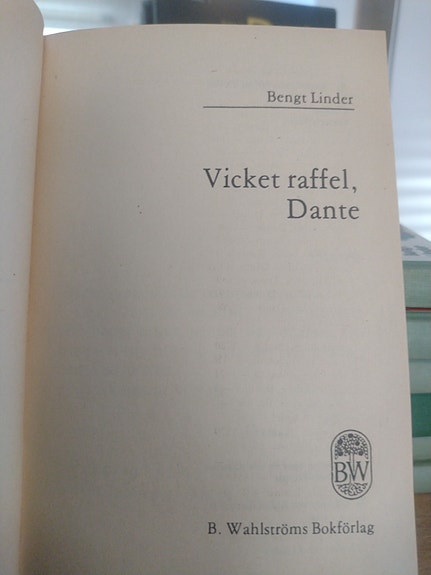 Bengt Linder
Vicket raffel,
Dante
BW
B. Wahlströms Bokförlag